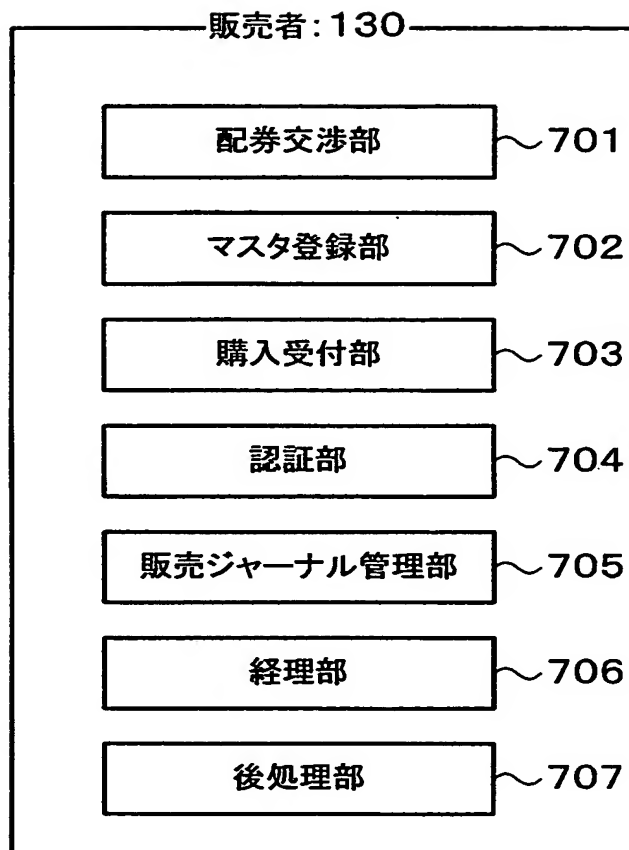 販売者:130
配券交渉部 701
マスタ登録部 702
購入受付部 703
認証部 704
販売ジャーナル管理部 705
経理部 706
後処理部 707